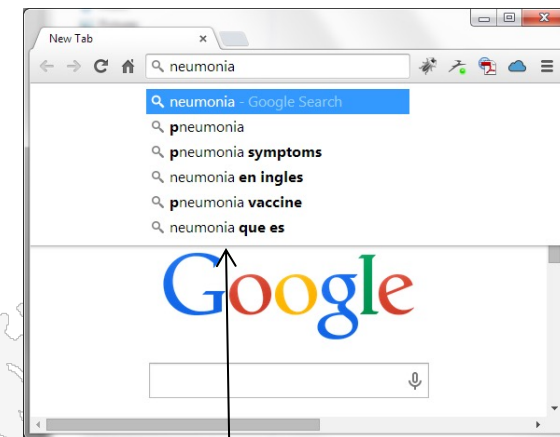 New Tab
neumonia
neumonia - Google Search
pneumonia
pneumonia symptoms
neumonia en ingles
pneumonia vaccine
neumonia que es
Google